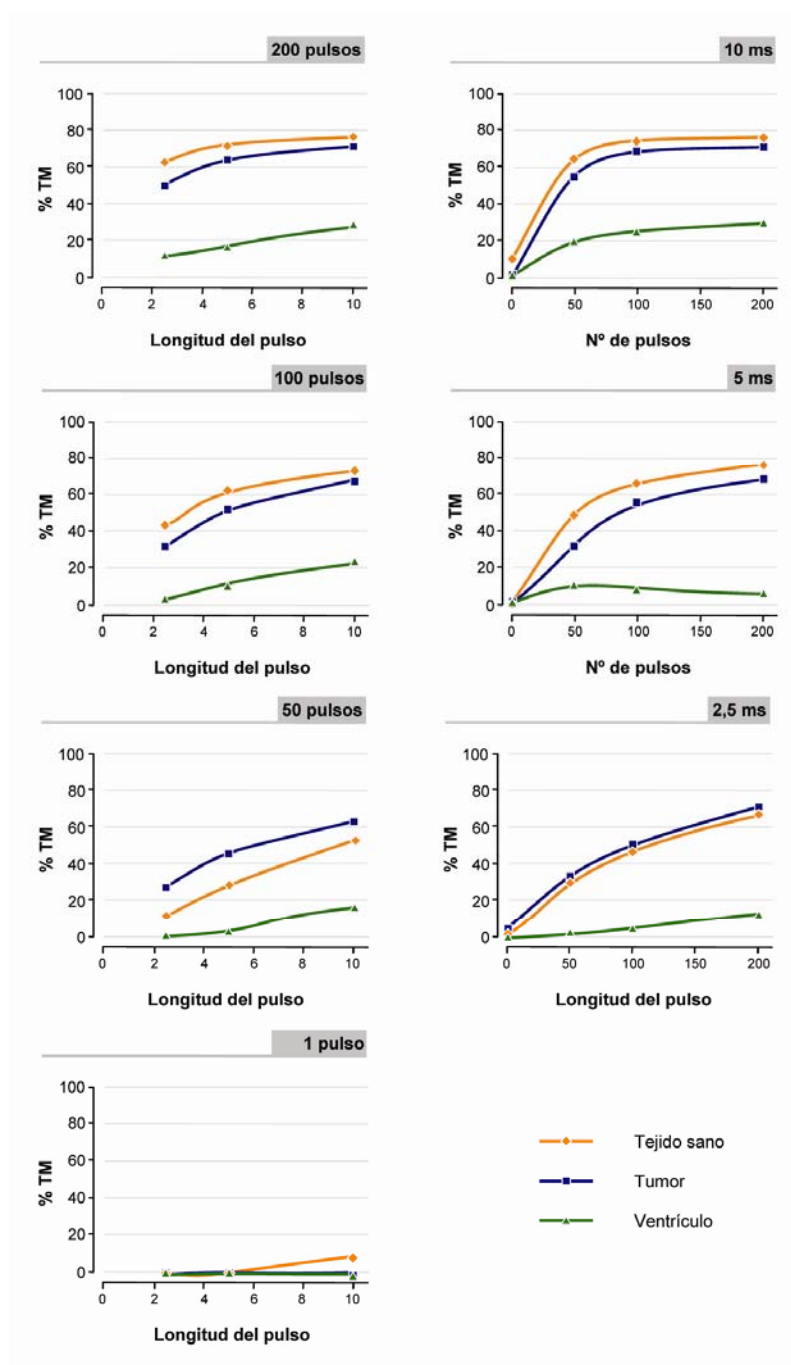 200 pulsos
100
80
60
40
20
0
% TM
0 2 4 6 8 10
Longitud del pulso
10 ms
100
80
60
40
20
0
% TM
0 50 100 150 200
Nº de pulsos
100 pulsos
100
80
60
40
20
0
% TM
0 2 4 6 8 10
Longitud del pulso
5 ms
100
80
60
40
20
0
% TM
0 50 100 150 200
Nº de pulsos
50 pulsos
100
80
60
40
20
0
% TM
0 2 4 6 8 10
Longitud del pulso
2,5 ms
100
80
60
40
20
0
% TM
0 50 100 150 200
Longitud del pulso
1 pulso
100
80
60
40
20
0
% TM
0 2 4 6 8 10
Longitud del pulso
Tejido sano
Tumor
Ventrículo